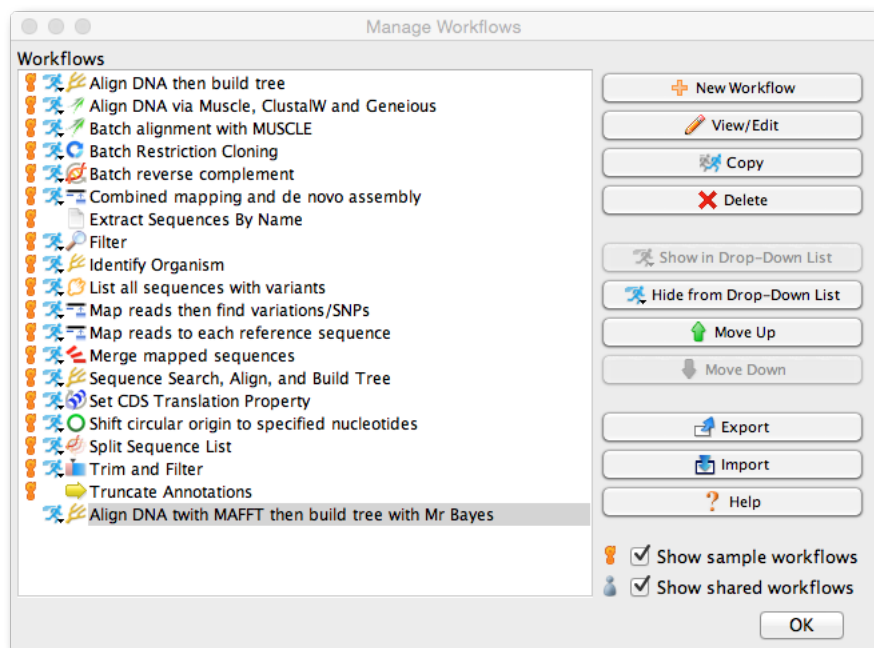 Manage Workflows
Workflows
Align DNA then build tree
Align DNA via Muscle, ClustalW and Geneious
Batch alignment with MUSCLE
Batch Restriction Cloning
Batch reverse complement
Combined mapping and de novo assembly
Extract Sequences By Name
Filter
Identify Organism
List all sequences with variants
Map reads then find variations/SNPs
Map reads to each reference sequence
Merge mapped sequences
Sequence Search, Align, and Build Tree
Set CDS Translation Property
Shift circular origin to specified nucleotides
Split Sequence List
Trim and Filter
Truncate Annotations
Align DNA twith MAFFT then build tree with Mr Bayes
New Workflow
View/Edit
Copy
Delete
Show in Drop-Down List
Hide from Drop-Down List
Move Up
Move Down
Export
Import
Help
Show sample workflows
Show shared workflows
OK